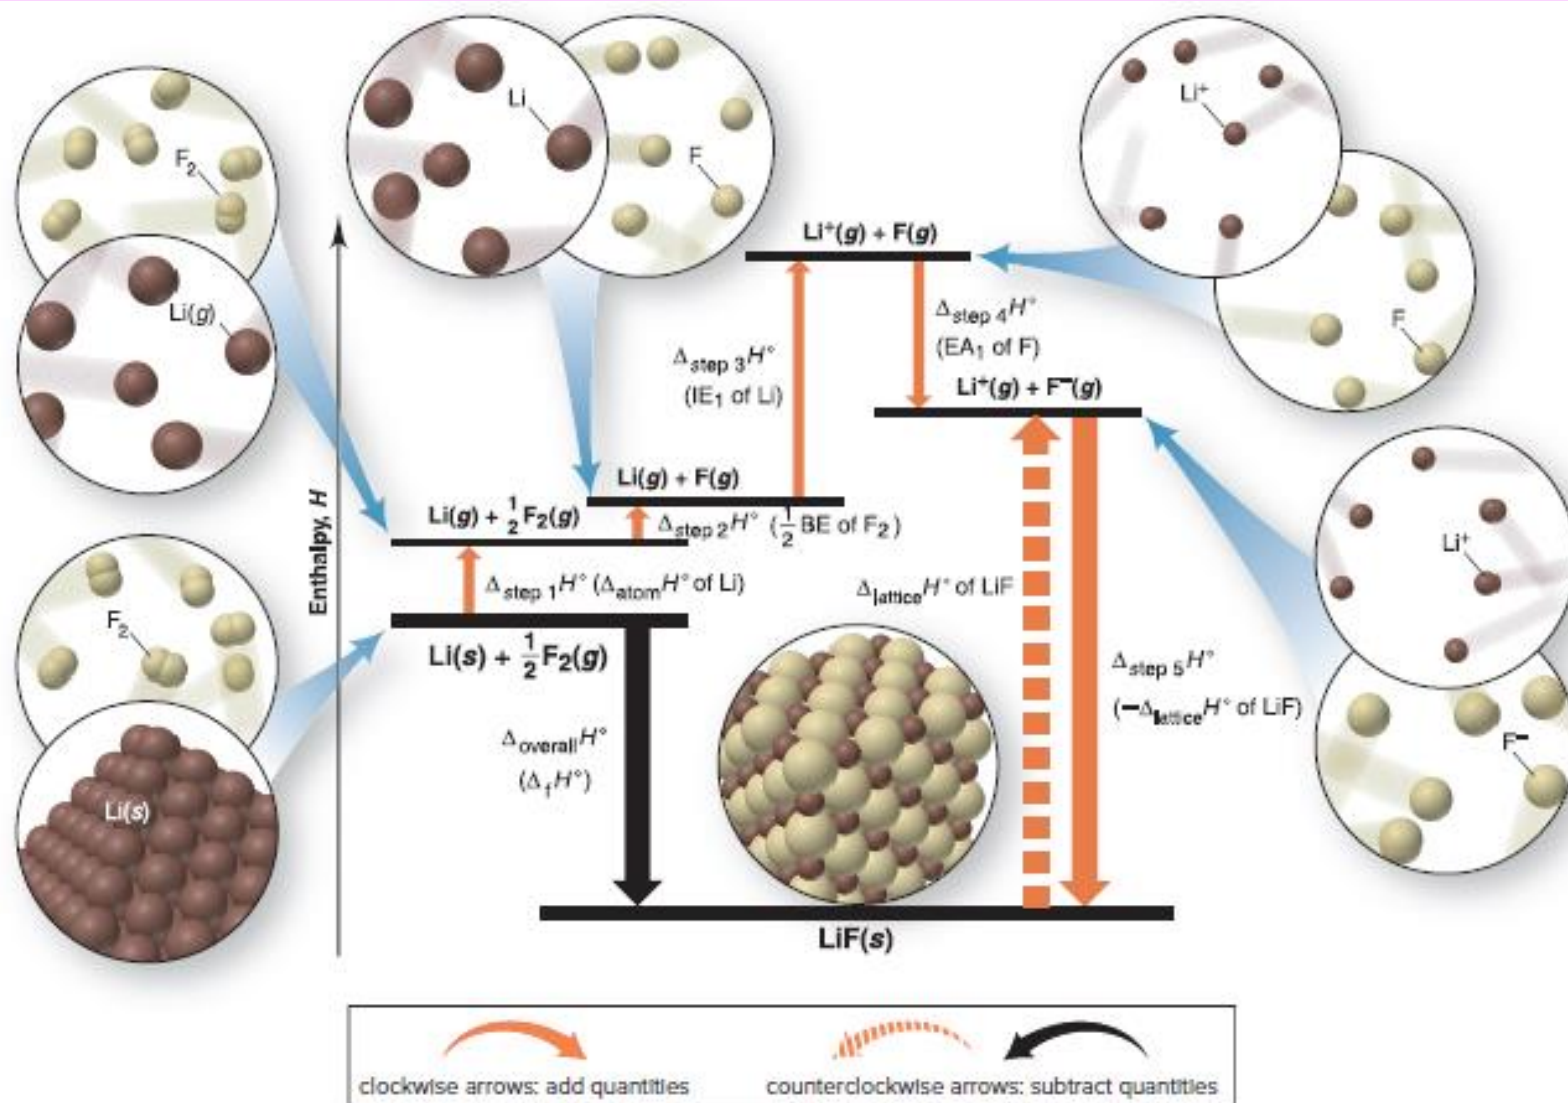 F₂
Li(g)
F₂
Li(s)
Li
F
Li⁺
F
Li⁺
F⁻
Enthalpy, H
Li⁺(g) + F(g)
Δstep 4H° 
(EA₁ of F)
Δstep 3H°
(IE₁ of Li)
Li⁺(g) + F⁻(g)
Li(g) + F(g)
Li(g) + 1/2 F₂(g)
Δstep 2H° (1/2 BE of F₂)
Δstep 1H° (ΔatomH° of Li)
ΔlatticeH° of LiF
Li(s) + 1/2 F₂(g)
Δstep 5H°
(−ΔlatticeH° of LiF)
ΔoverallH°
(ΔfH°)
LiF(s)
clockwise arrows: add quantities
counterclockwise arrows: subtract quantities